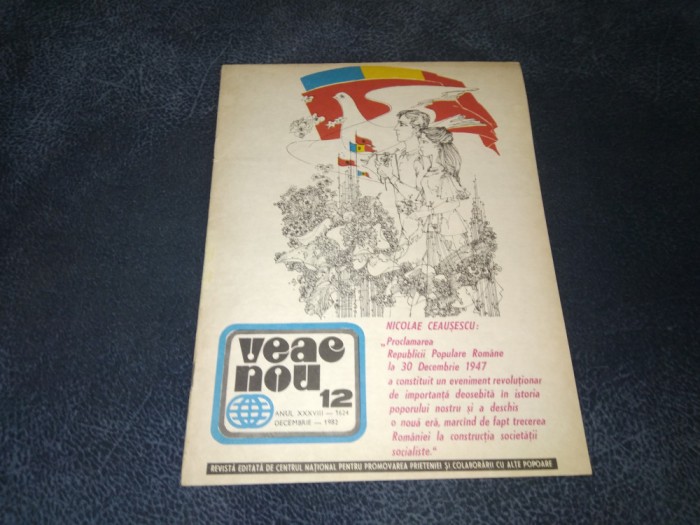 NICOLAE CEAUȘESCU:
„Proclamarea
Republicii Populare Române
la 30 Decembrie 1947
a constituit un eveniment revoluționar
de importanță deosebită în istoria
poporului nostru și a deschis
o nouă eră, marcînd de fapt trecerea
României la construcția societății
socialiste.“
veac
nou
12
ANUL XXXVIII — 1624
DECEMBRIE — 1982
REVISTĂ EDITATĂ DE CENTRUL NAȚIONAL PENTRU PROMOVAREA PRIETENIEI ȘI COLABORĂRII CU ALTE POPOARE